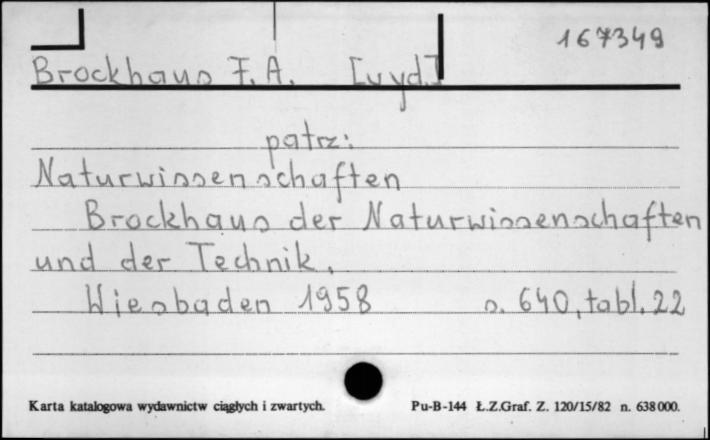 167349
Brockhaus F. A. [wyd.]
patrz:
Naturwissenschaften
Brockhaus der Naturwissenschaften
und der Technik.
Wiesbaden 1958 s. 640, tabl. 22
Karta katalogowa wydawnictw ciągłych i zwartych. Pu-B-144 Ł.Z.Graf. Z. 120/15/82 n. 638000.